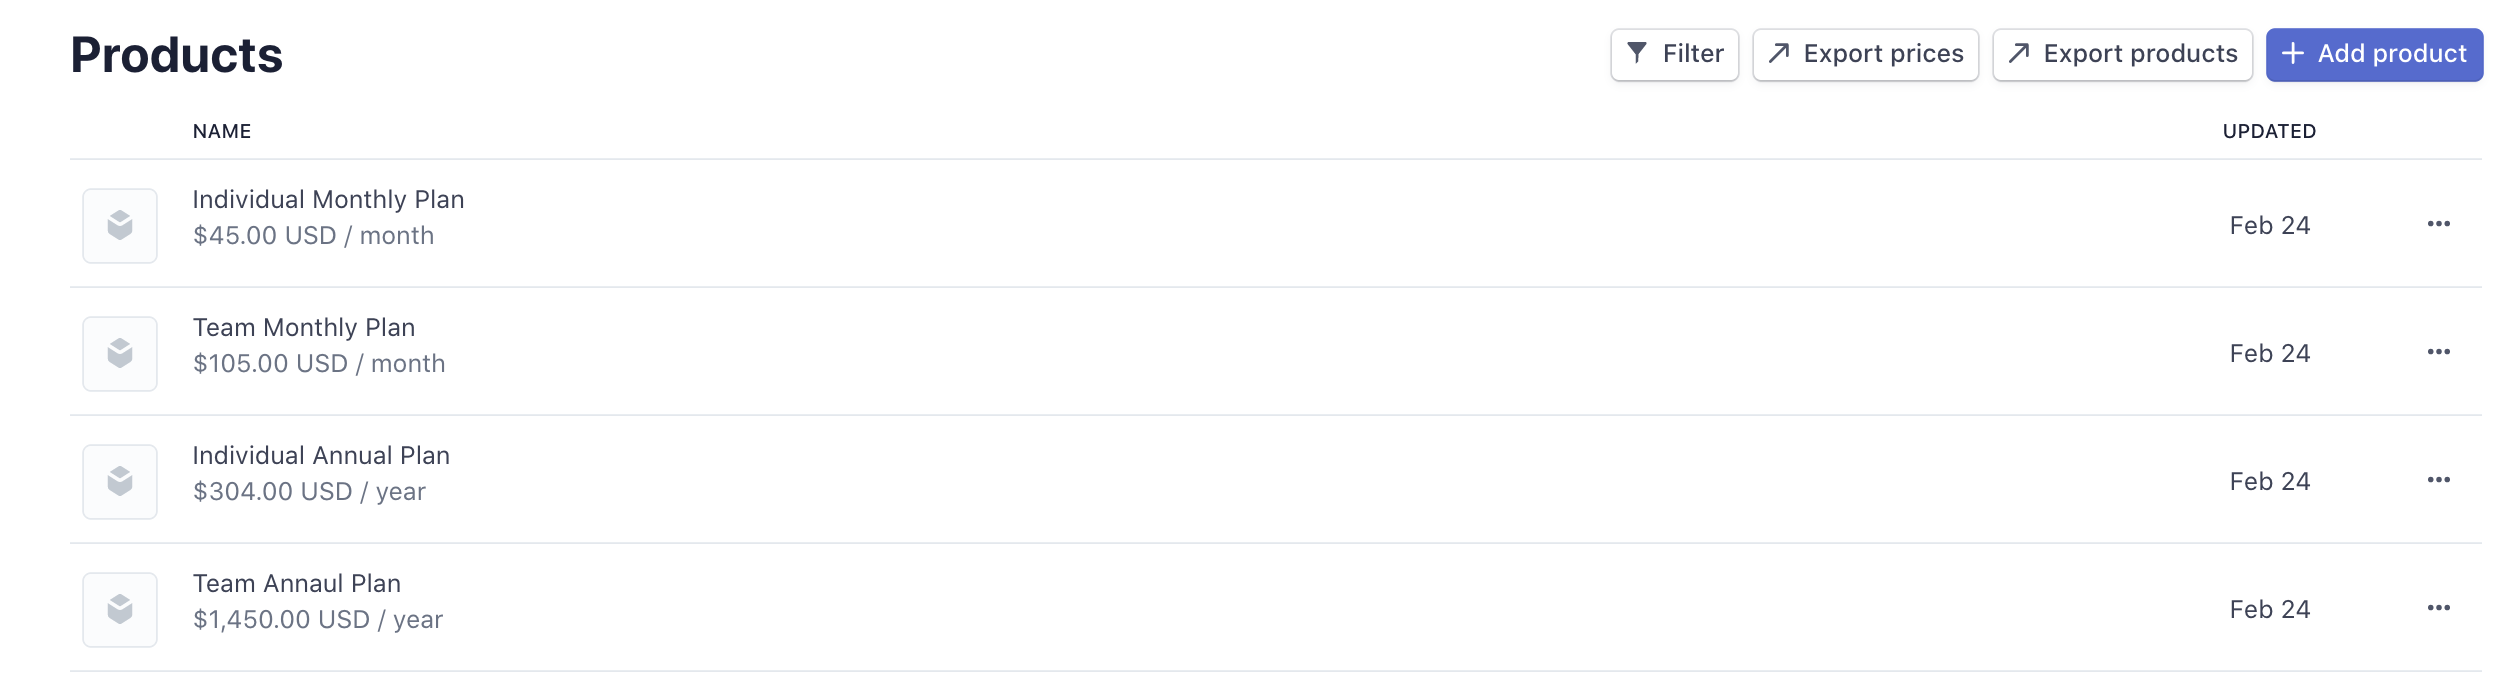 Products
Filter
Export prices
Export products
Add product
NAME
UPDATED
Individual Monthly Plan
$45.00 USD / month
Feb 24
Team Monthly Plan
$105.00 USD / month
Feb 24
Individual Annual Plan
$304.00 USD / year
Feb 24
Team Annaul Plan
$1,450.00 USD / year
Feb 24